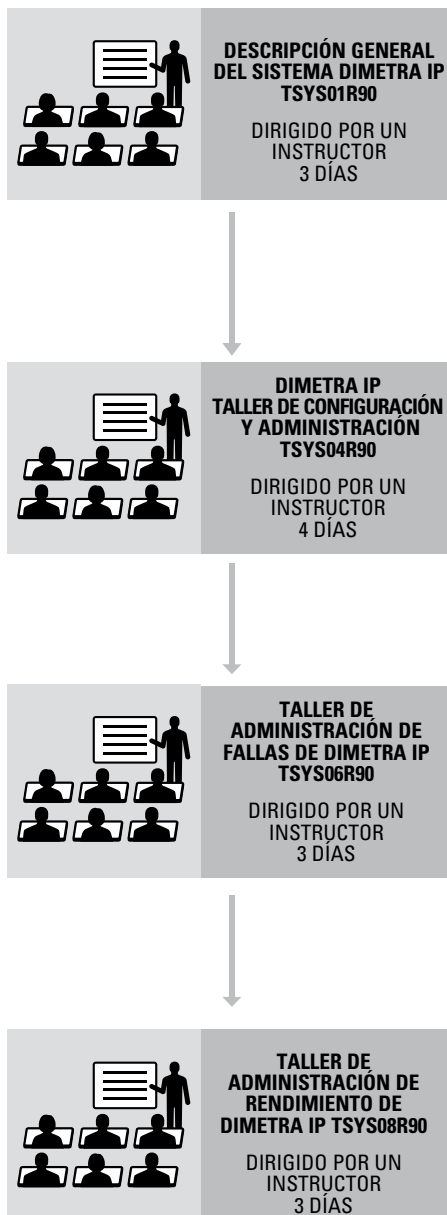 DESCRIPCIÓN GENERAL
DEL SISTEMA DIMETRA IP
TSYS01R90
DIRIGIDO POR UN
INSTRUCTOR
3 DÍAS
DIMETRA IP
TALLER DE CONFIGURACIÓN
Y ADMINISTRACIÓN
TSYS04R90
DIRIGIDO POR UN
INSTRUCTOR
4 DÍAS
TALLER DE
ADMINISTRACIÓN DE
FALLAS DE DIMETRA IP
TSYS06R90
DIRIGIDO POR UN
INSTRUCTOR
3 DÍAS
TALLER DE
ADMINISTRACIÓN DE
RENDIMIENTO DE
DIMETRA IP TSYS08R90
DIRIGIDO POR UN
INSTRUCTOR
3 DÍAS